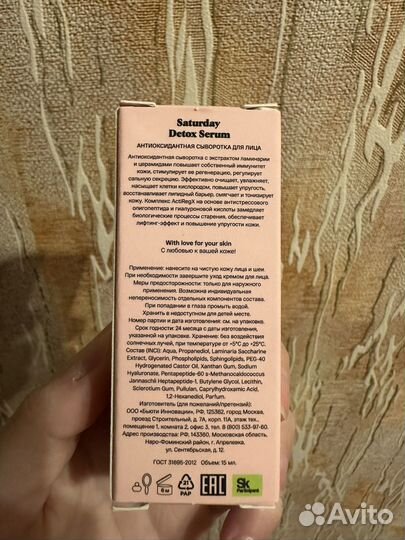 Saturday
Detox Serum
АНТИОКСИДАНТНАЯ СЫВОРОТКА ДЛЯ ЛИЦА
Антиоксидантная сыворотка с экстрактом ламинарии
и церамидами повышает собственный иммунитет
кожи, стимулирует ее регенерацию, регулирует
сальную секрецию. Эффективно очищает, увлажняет,
насыщает клетки кислородом, повышает упругость,
восстанавливает липидный барьер, смягчает и тонизирует
кожу. Комплекс ActiRegX на основе антистрессового
олигопептида и гиалуроновой кислоты замедляет
биологические процессы старения, обеспечивает
лифтинг-эффект и повышение упругости кожи.
With love for your skin
С любовью к вашей коже!
Применение: нанесите на чистую кожу лица и шеи.
При необходимости завершите уход кремом для лица.
Меры предосторожности: только для наружного
применения. Возможна индивидуальная
непереносимость отдельных компонентов состава.
При попадании в глаза промыть водой.
Хранить в недоступном для детей месте.
Номер партии и дата изготовления: см. на упаковке.
Срок годности: 24 месяца с даты изготовления,
указанной на упаковке. Хранение: без воздействия
солнечных лучей, при температуре от +5°C до +25°C.
Состав (INCI): Aqua, Propanediol, Laminaria Saccharine
Extract, Glycerin, Phospholipids, Sphingolipids, PEG-40
Hydrogenated Castor Oil, Xantham Gum, Sodium
Hyaluronate, Pentapeptide-60 s-Methanocaldococcus
Jannaschii Heptapeptide-1, Butylene Glycol, Lecithin,
Sclerotium Gum, Pullulan, Caprylhydroxamic Acid,
1,2-Hexanediol, Parfum.
Изготовитель (для пожеланий/претензий):
ООО «Бьюти Инновации», РФ, 125362, город Москва,
проезд Строительный, д. 7А, корп. 11А, этаж тех.,
помещение 1, комната 2, офис 3, тел. 8 (800) 533-97-60.
Адрес производства: РФ, 143360, Московская область,
Наро-Фоминский район, г. Апрелевка,
ул. Сентябрьская, д. 12.
ГОСТ 31695-2012 Объем: 15 мл.
6 м
21
PAP
EAC
Sk
Participant
Avito